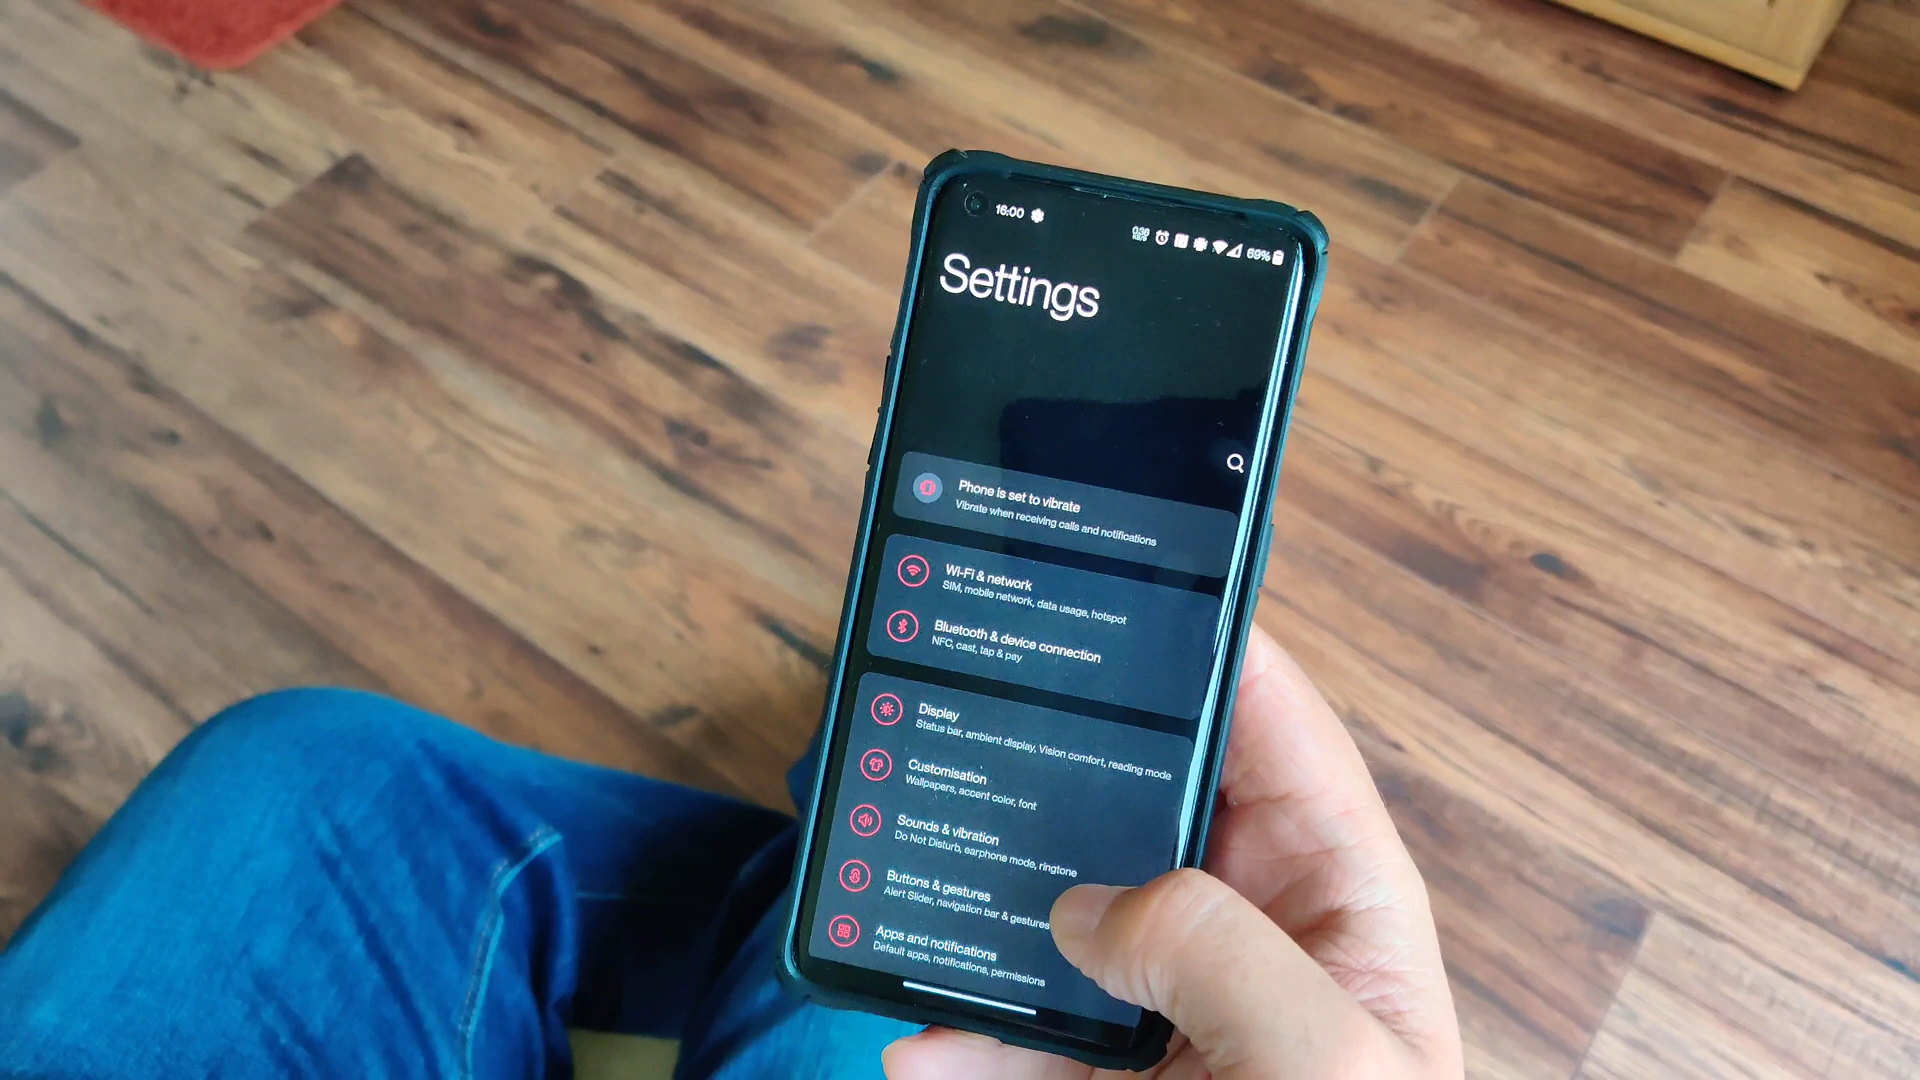 16:00
0.36
KB/S
69%
Settings
Phone is set to vibrate
Vibrate when receiving calls and notifications
Wi-Fi & network
SIM, mobile network, data usage, hotspot
Bluetooth & device connection
NFC, cast, tap & pay
Display
Status bar, ambient display, Vision comfort, reading mode
Customisation
Wallpapers, accent color, font
Sounds & vibration
Do Not Disturb, earphone mode, ringtone
Buttons & gestures
Alert Slider, navigation bar & gestures
Apps and notifications
Default apps, notifications, permissions